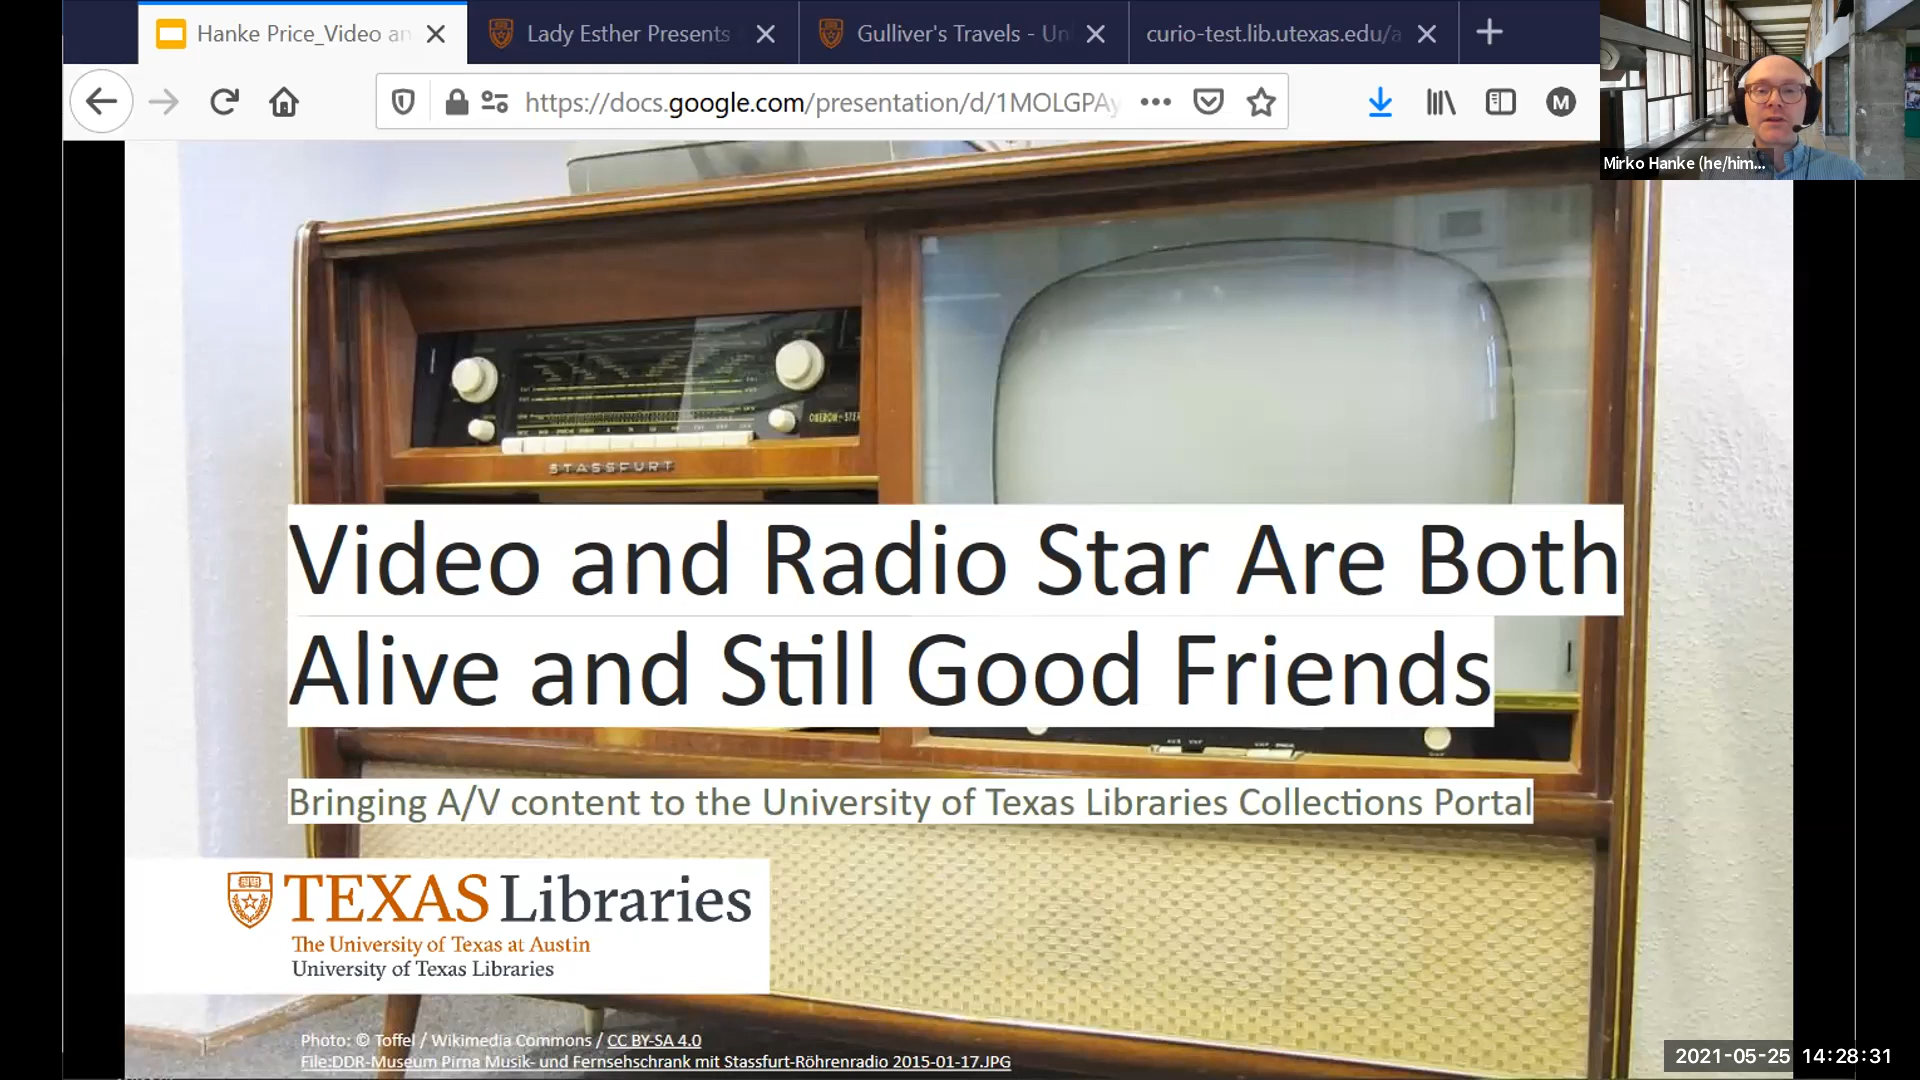 Hanke Price_Video an
Lady Esther Presents
Gulliver's Travels - Un
curio-test.lib.utexas.edu/a
https://docs.google.com/presentation/d/1MOLGPAy
M
Mirko Hanke (he/him...
STASSFURT
Video and Radio Star Are Both
Alive and Still Good Friends
Bringing A/V content to the University of Texas Libraries Collections Portal
TEXAS Libraries
The University of Texas at Austin
University of Texas Libraries
Photo: © Toffel / Wikimedia Commons / CC BY-SA 4.0
File:DDR-Museum Pirna Musik- und Fernsehschrank mit Stassfurt-Röhrenradio 2015-01-17.JPG
2021-05-25 14:28:31